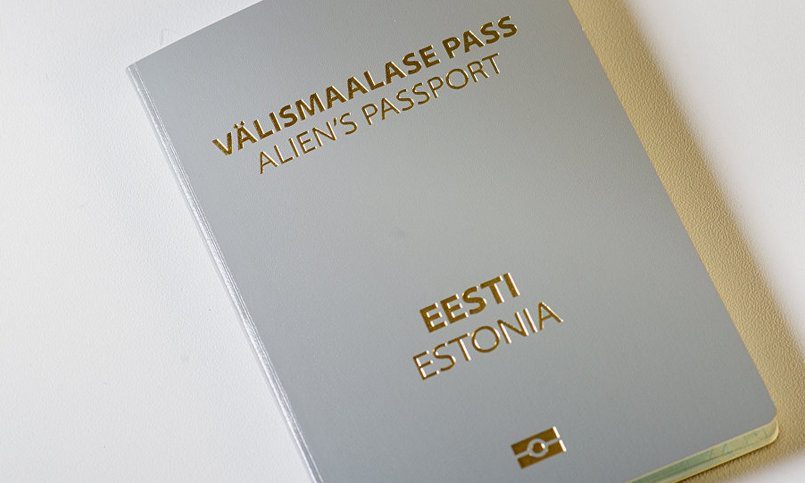 VÄLISMAALASE PASS
ALIEN'S PASSPORT
EESTI
ESTONIA